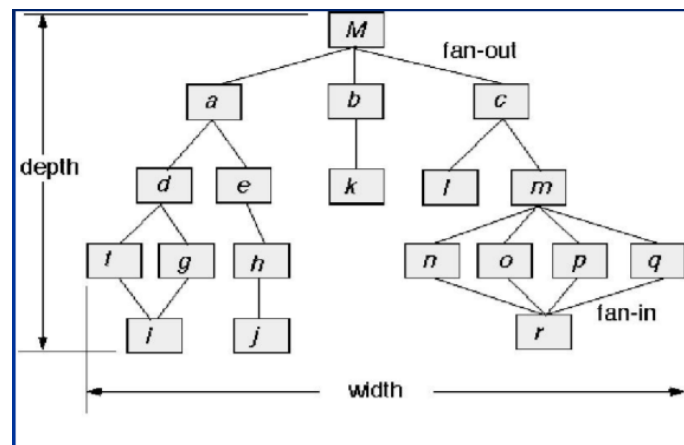 M
fan-out
a b c
depth
d e k l m
f g h n o p q
fan-in
i j r
width